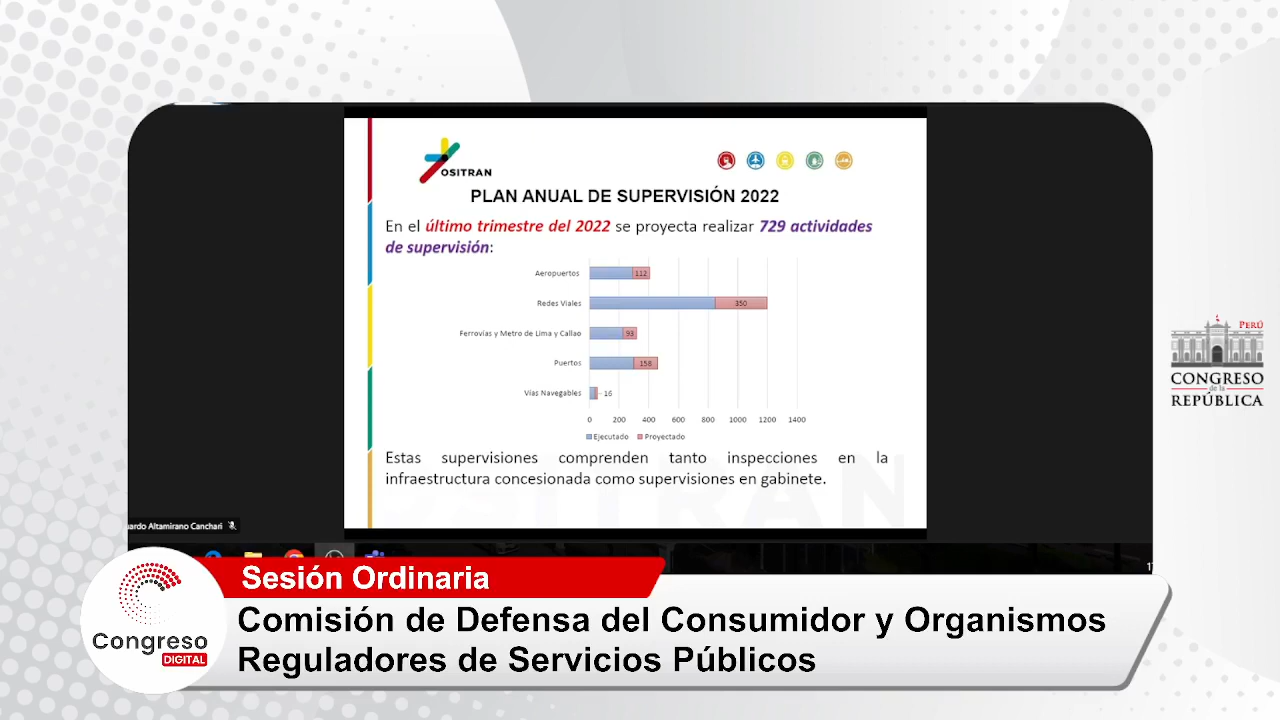 OSITRAN
PLAN ANUAL DE SUPERVISIÓN 2022
En el último trimestre del 2022 se proyecta realizar 729 actividades
de supervisión:
Aeropuertos
112
Redes Viales
350
Ferrovías y Metro de Lima y Callao
93
Puertos
158
Vías Navegables
16
0 200 400 600 800 1000 1200 1400
Ejecutado Proyectado
Estas supervisiones comprenden tanto inspecciones en la
infraestructura concesionada como supervisiones en gabinete.
PERÚ
CONGRESO
de la
REPÚBLICA
uardo Altamirano Canchari
Sesión Ordinaria
Congreso
DIGITAL
Comisión de Defensa del Consumidor y Organismos
Reguladores de Servicios Públicos